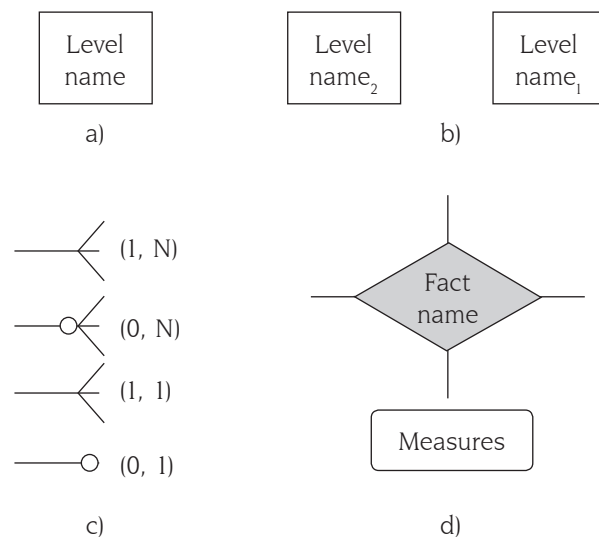 Level
name
Level
name₂
Level
name₁
a)
b)
(1, N)
(0, N)
(1, 1)
(0, 1)
Fact
name
Measures
c)
d)